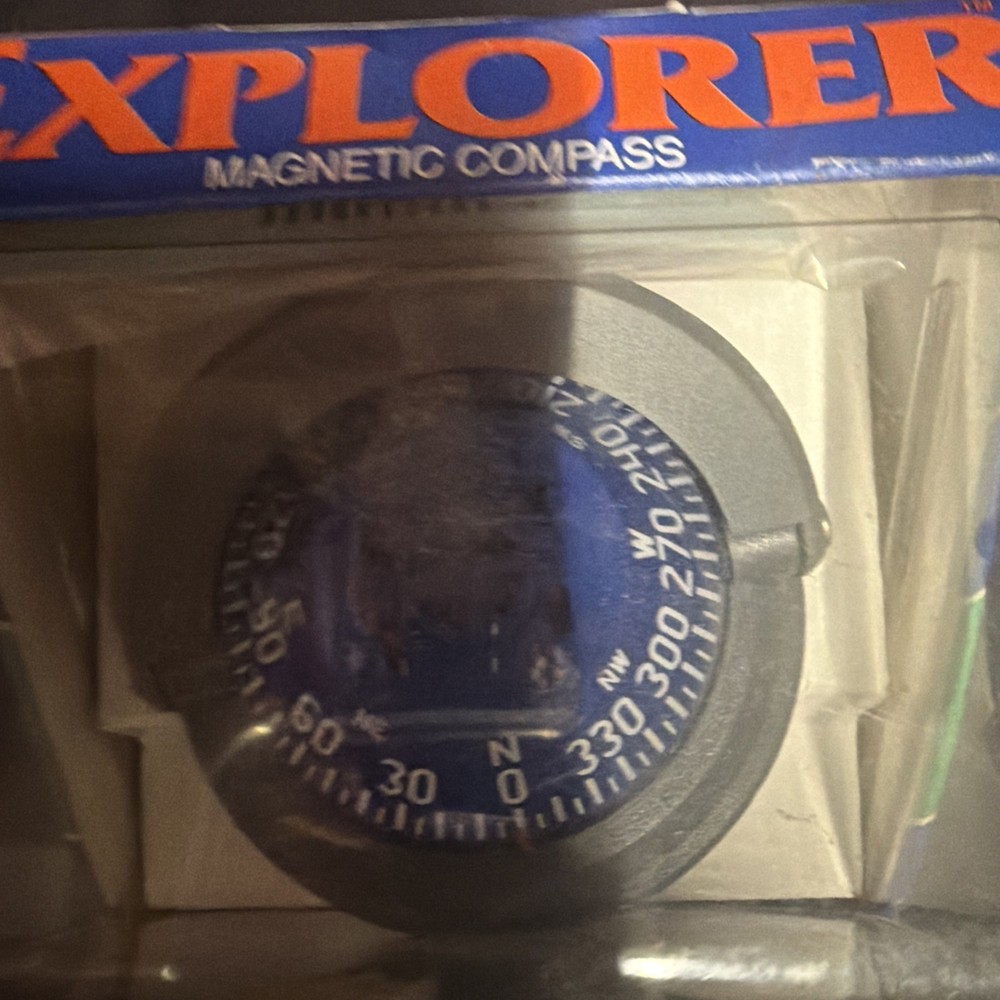 EXPLORER
MAGNETIC COMPASS
240
W
270
300
NW
330
N
0
30
NE
60
E
90